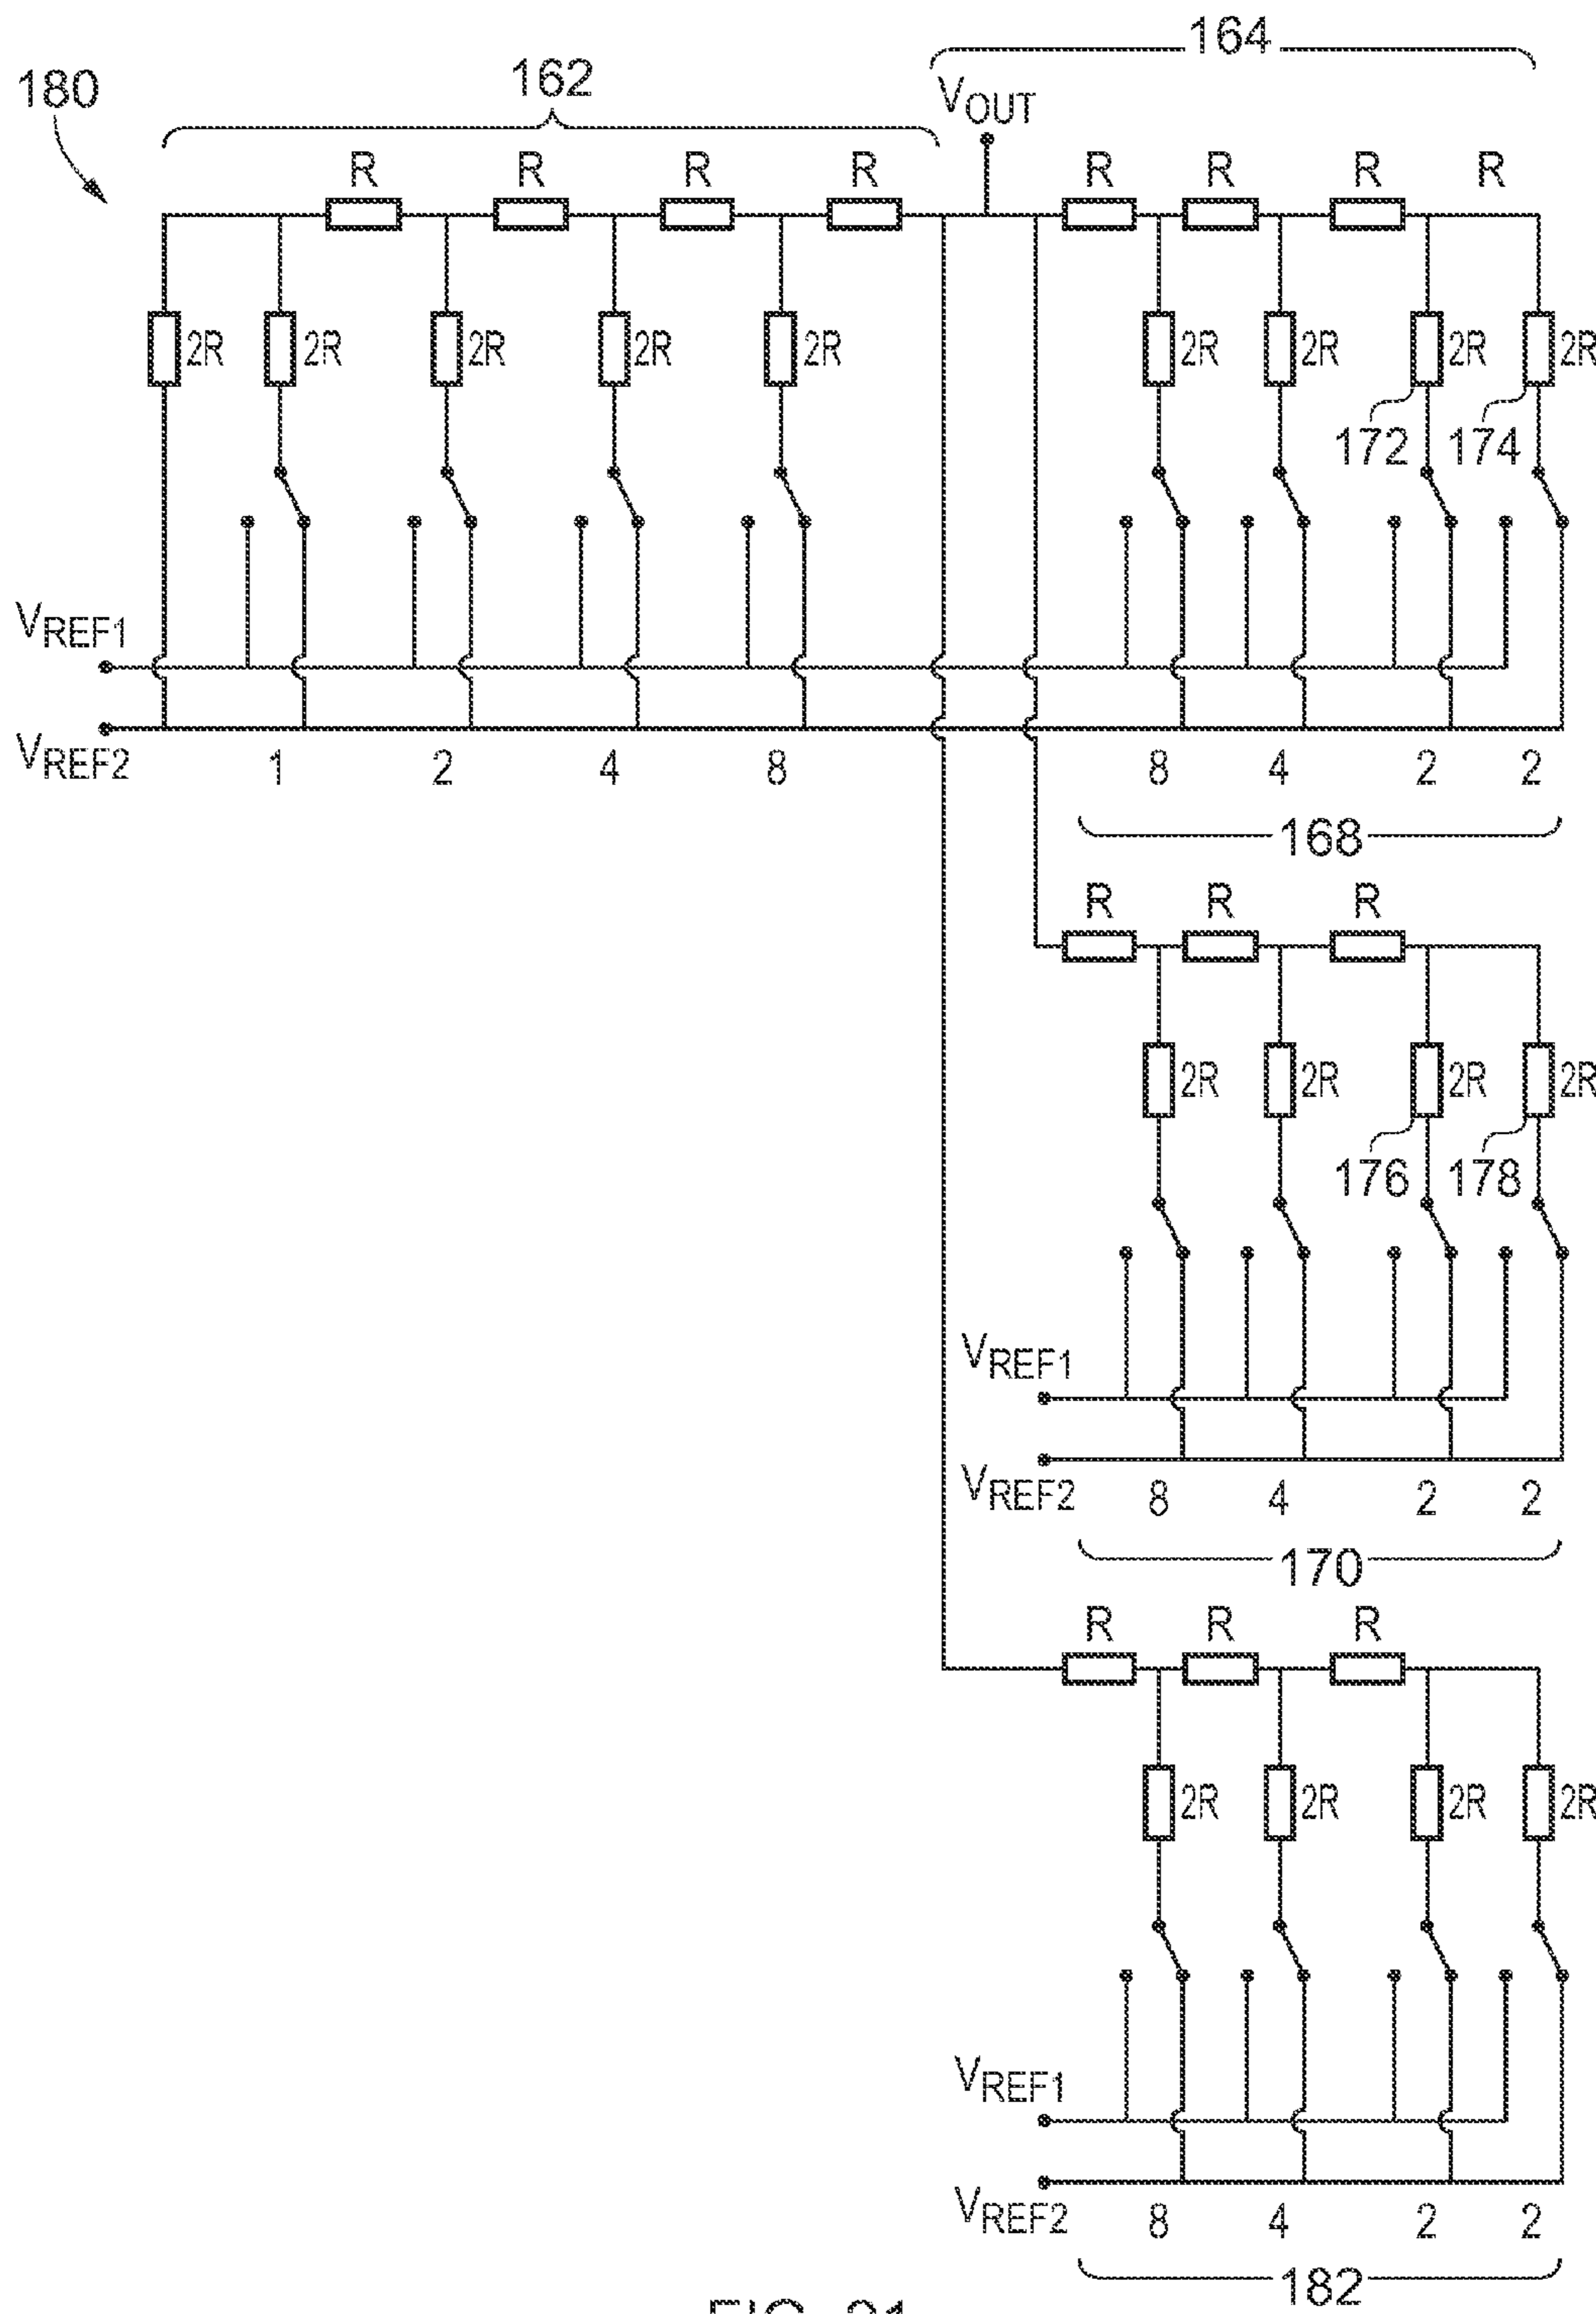 164
162
180
VOUT
R R R R R R R R
2R 2R 2R 2R 2R 2R 2R 2R 2R
172 174
VREF1
VREF2
1 2 4 8 8 4 2 2
168
R R R
2R 2R 2R 2R
176 178
VREF1
VREF2
8 4 2 2
170
R R R
2R 2R 2R 2R
VREF1
VREF2
8 4 2 2
182
FIG. 21